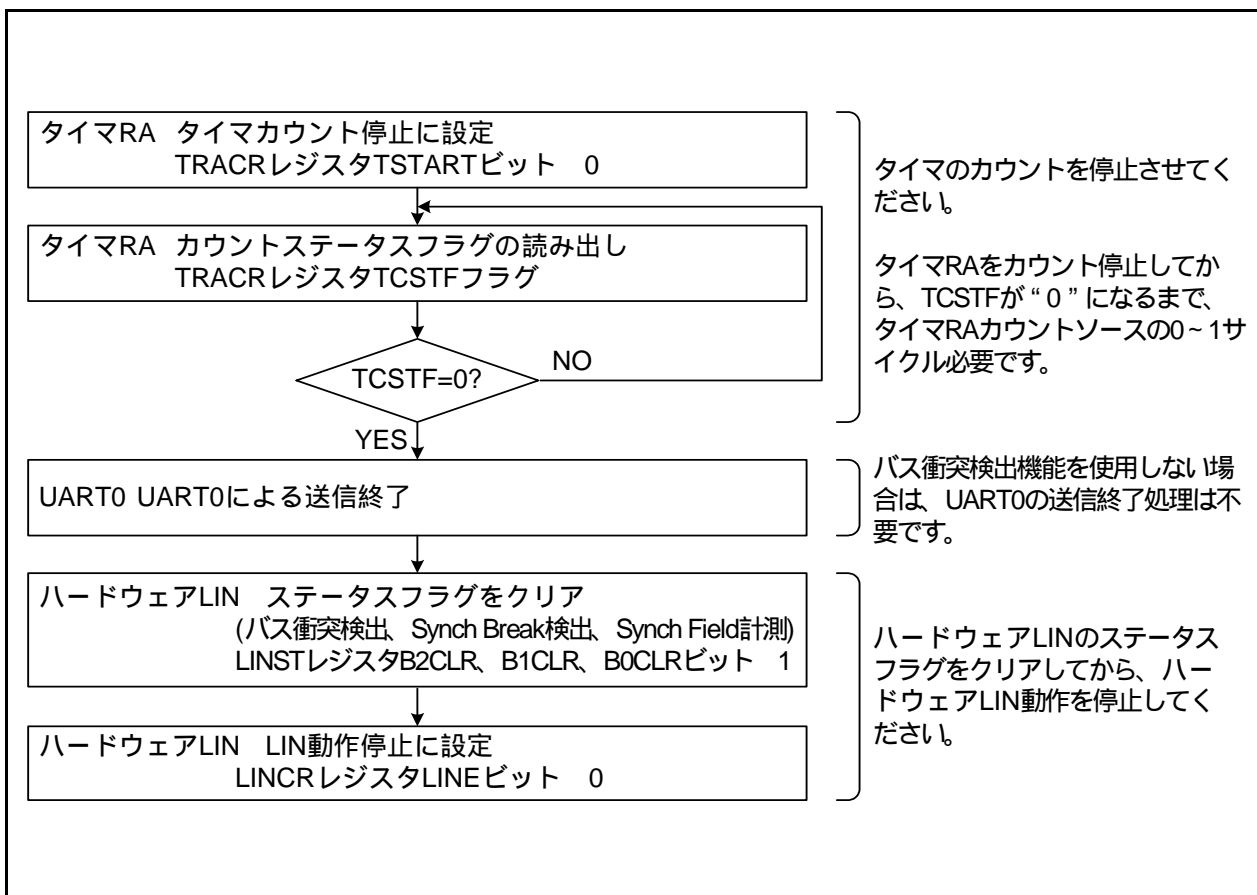 タイマRA タイマカウント停止に設定
TRACRレジスタTSTARTビット 0
タイマRA カウントステータスフラグの読み出し
TRACRレジスタTCSTFフラグ
TCSTF=0?
NO
YES
UART0 UART0による送信終了
ハードウェアLIN ステータスフラグをクリア
(バス衝突検出、Synch Break検出、Synch Field計測)
LINSTレジスタB2CLR、B1CLR、B0CLRビット 1
ハードウェアLIN LIN動作停止に設定
LINCRレジスタLINEビット 0
タイマのカウントを停止させてく
ださい。
タイマRAをカウント停止してか
ら、TCSTFが“0”になるまで、
タイマRAカウントソースの0~1サ
イクル必要です。
バス衝突検出機能を使用しない場
合は、UART0の送信終了処理は不
要です。
ハードウェアLINのステータス
フラグをクリアしてから、ハー
ドウェアLIN動作を停止してく
ださい。